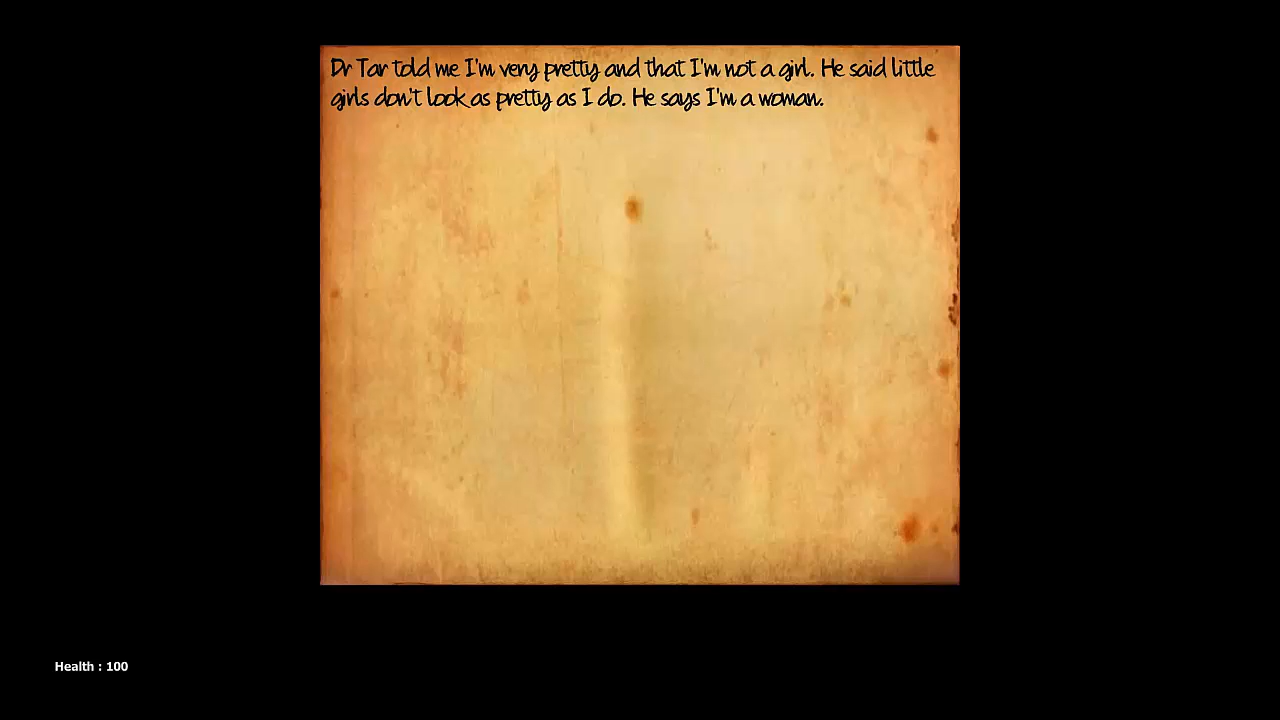 Dr Tar told me I'm very pretty and that I'm not a girl. He said little
girls don't look as pretty as I do. He says I'm a woman.
Health : 100